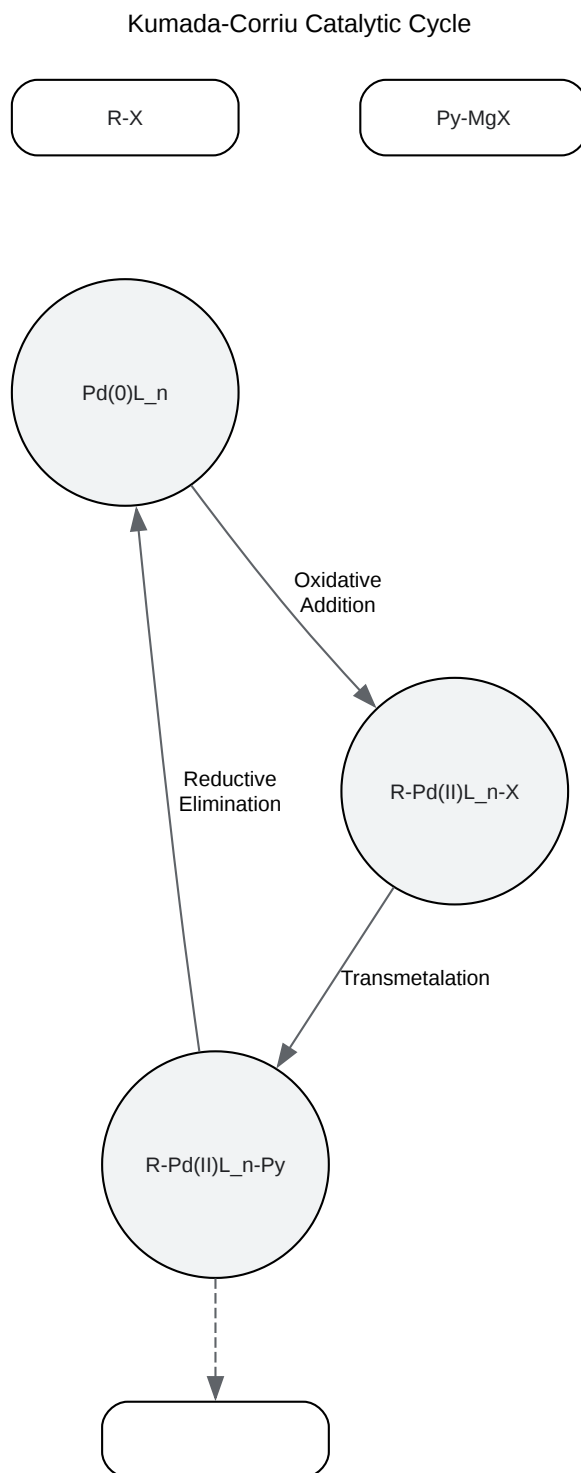 Kumada-Corriu Catalytic Cycle
R-X
Py-MgX
Pd(0)L_n
Oxidative
Addition
R-Pd(II)L_n-X
Reductive
Elimination
Transmetalation
R-Pd(II)L_n-Py